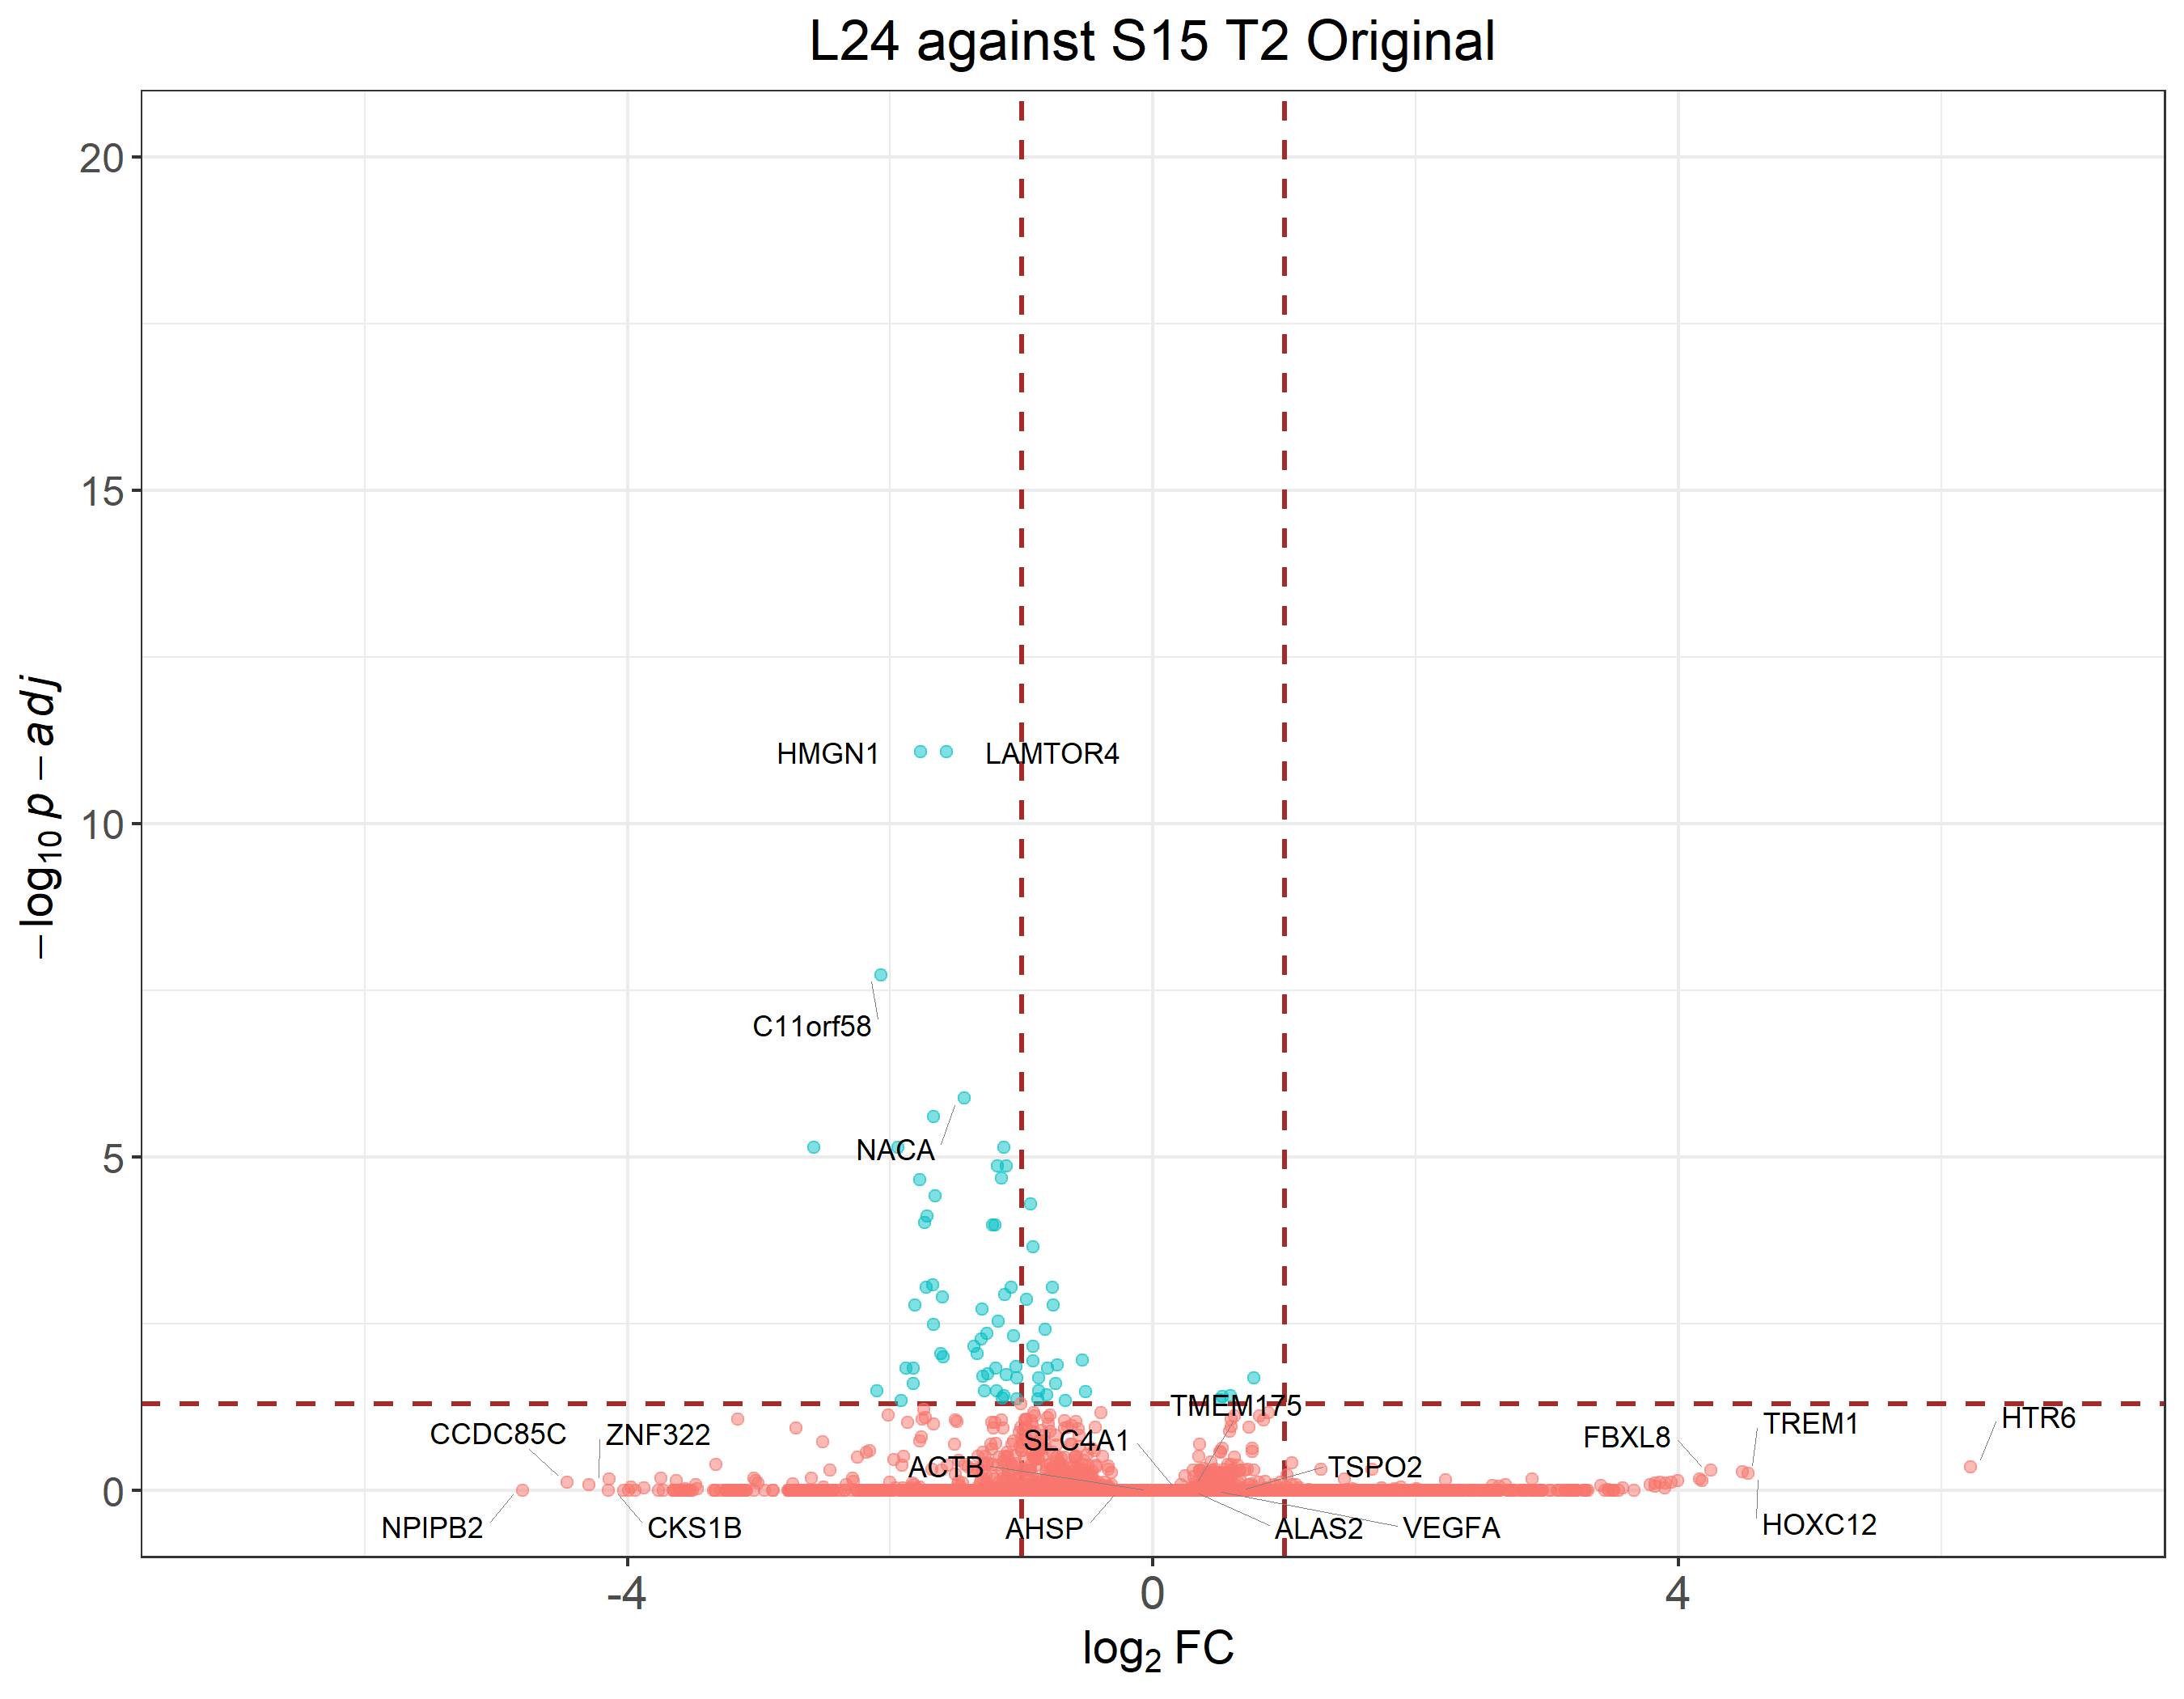 L24 against S15 T2 Original
20
15
10
5
0
−log10 p − adj
HMGN1
LAMTOR4
C11orf58
NACA
TMEM175
CCDC85C
ZNF322
SLC4A1
FBXL8
TREM1
HTR6
ACTB
TSPO2
NPIPB2
CKS1B
AHSP
ALAS2
VEGFA
HOXC12
-4
0
4
log2 FC